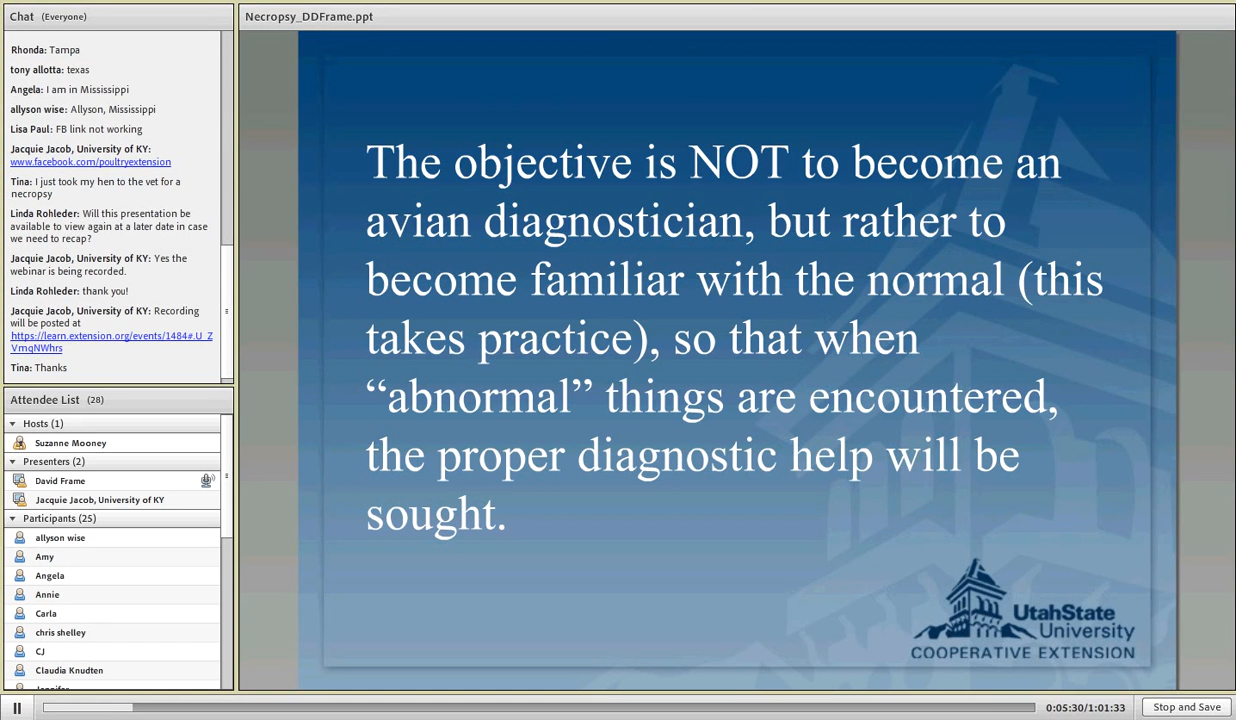 Chat (Everyone)
Rhonda: Tampa
tony allotta: texas
Angela: I am in Mississippi
allyson wise: Allyson, Mississippi
Lisa Paul: FB link not working
Jacquie Jacob, University of KY:
www.facebook.com/poultryextension
Tina: I just took my hen to the vet for a
necropsy
Linda Rohleder: Will this presentation be
available to view again at a later date in case
we need to recap?
Jacquie Jacob, University of KY: Yes the
webinar is being recorded.
Linda Rohleder: thank you!
Jacquie Jacob, University of KY: Recording
will be posted at
https://learn.extension.org/events/1484#.U_Z
VmqNWhrs
Tina: Thanks
Attendee List (28)
Hosts (1)
Suzanne Mooney
Presenters (2)
David Frame
Jacquie Jacob, University of KY
Participants (25)
allyson wise
Amy
Angela
Annie
Carla
chris shelley
CJ
Claudia Knudten
Necropsy_DDFrame.ppt
The objective is NOT to become an
avian diagnostician, but rather to
become familiar with the normal (this
takes practice), so that when
“abnormal” things are encountered,
the proper diagnostic help will be
sought.
UtahState
University
COOPERATIVE EXTENSION
0:05:30/1:01:33
Stop and Save